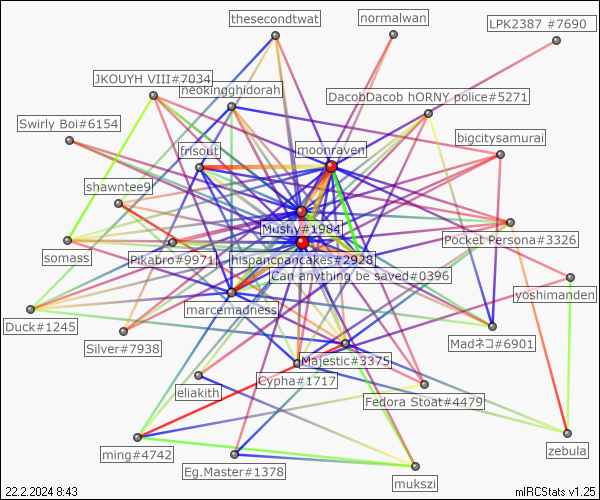 thesecondtwat
normalwan
LPK2387 #7690
JKOUYH VIII#7034
neokingghidorah
DacobDacob hORNY police#5271
Swirly Boi#6154
bigcitysamurai
frisout
moonraven
shawntee9
Mushy#1984
Pocket Persona#3326
somass
Pikabro#9971
hispanicpancakes#2928
Can anything be saved#0396
yoshimanden
marcemadness
Duck#1245
Silver#7938
Madネコ#6901
Majestic#3375
Cypha#1717
eliakith
Fedora Stoat#4479
zebula
ming#4742
Eg.Master#1378
mukszi
22.2.2024 8:43
mIRCStats v1.25